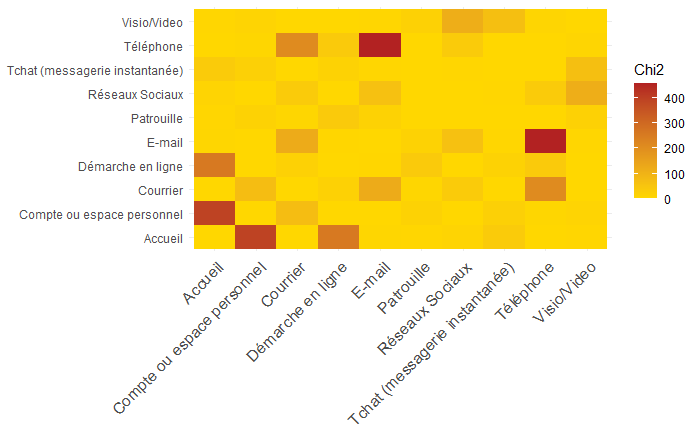 Visio/Video
Téléphone
Tchat (messagerie instantanée)
Réseaux Sociaux
Patrouille
E-mail
Démarche en ligne
Courrier
Compte ou espace personnel
Accueil
Accueil
Compte ou espace personnel
Courrier
Démarche en ligne
E-mail
Patrouille
Réseaux Sociaux
Tchat (messagerie instantanée)
Téléphone
Visio/Video
Chi2
400
300
200
100
0